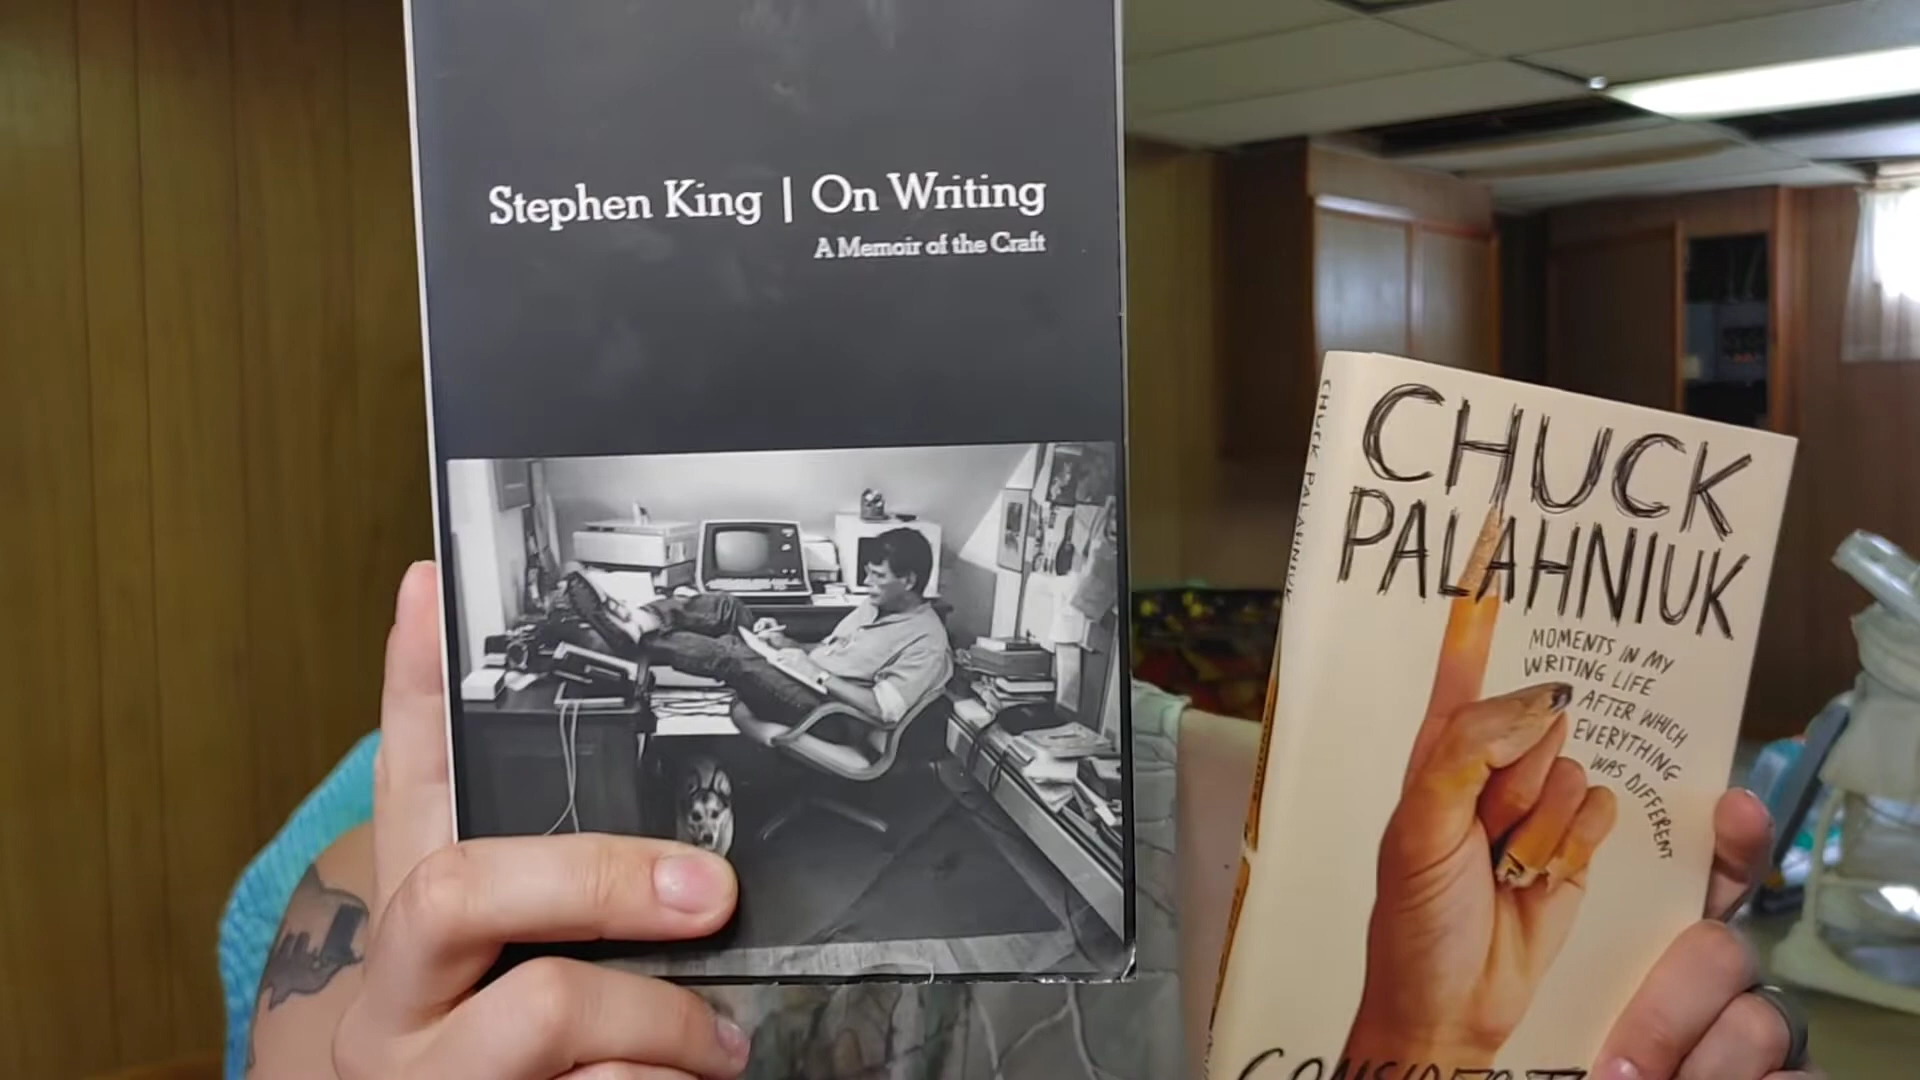 Stephen King | On Writing
A Memoir of the Craft
CHUCK PALAHNIUK
CHUCK
PALAHNIUK
MOMENTS IN MY
WRITING LIFE
AFTER WHICH
EVERYTHING
WAS DIFFERENT